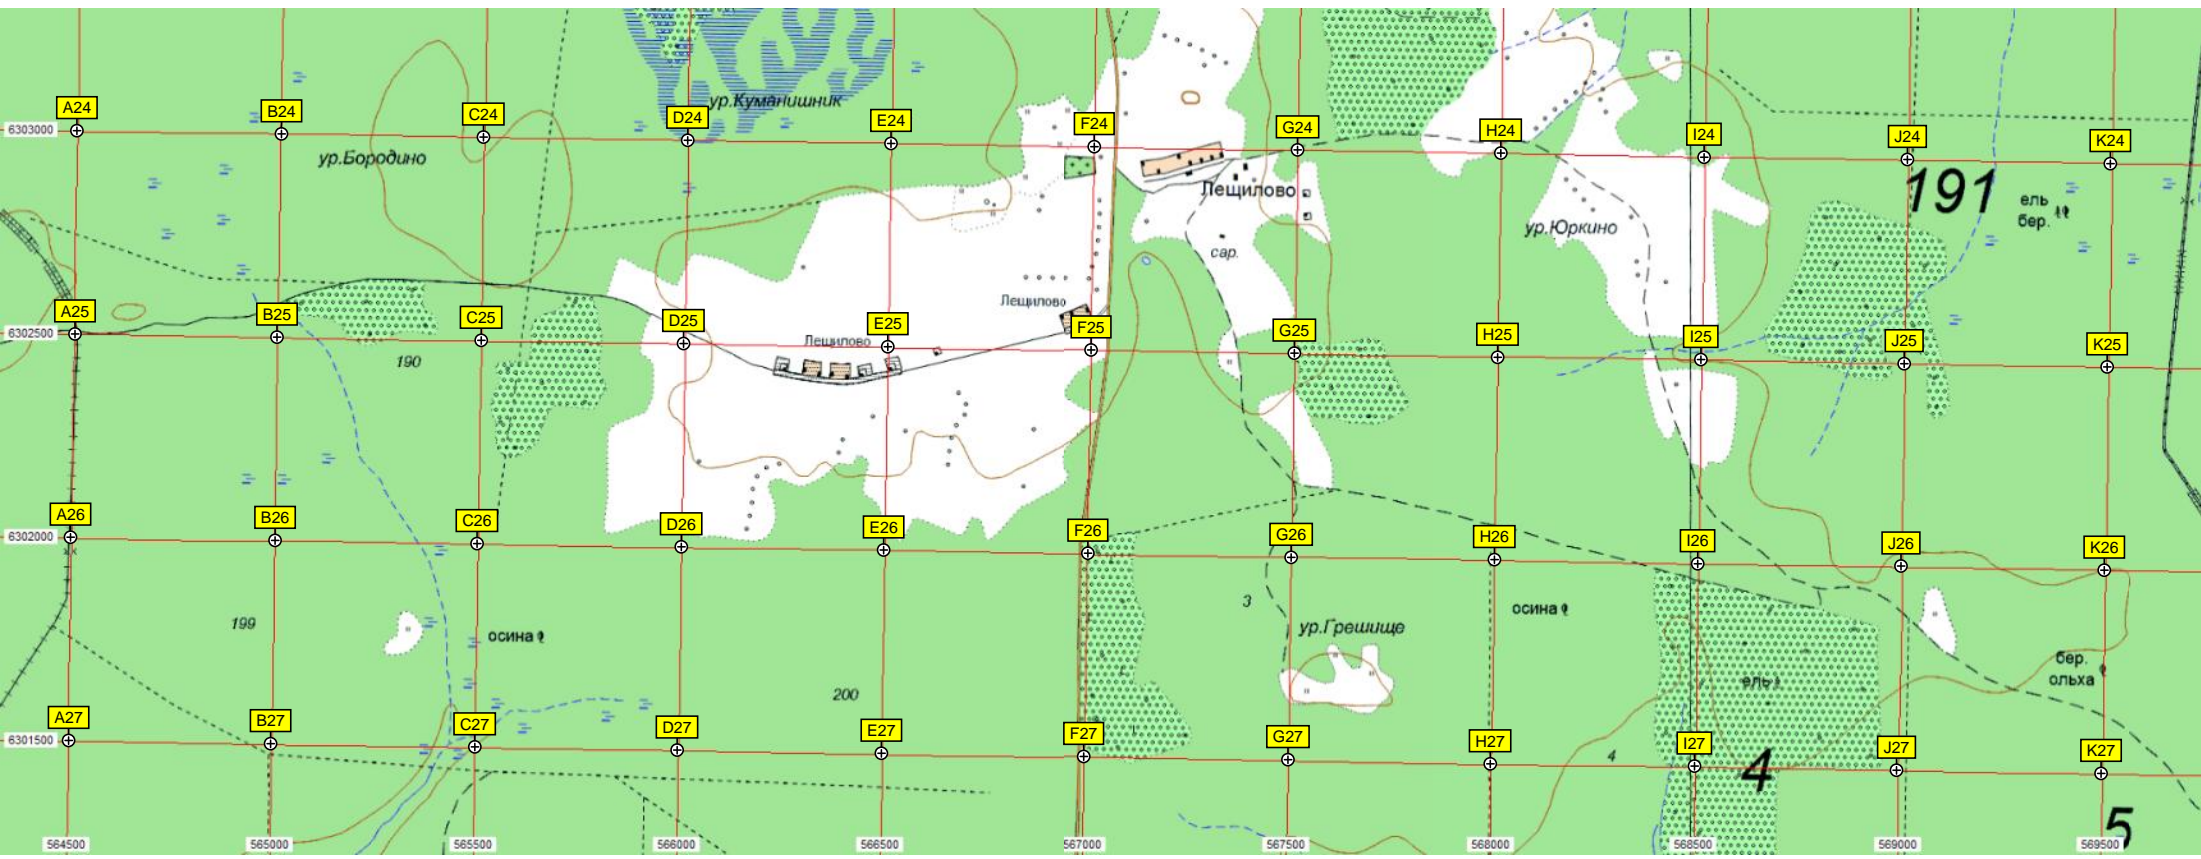 ур.Куманишник
A24
B24
C24
D24
E24
F24
G24
H24
I24
J24
K24
6303000
ур.Бородино
Лещилово
191
ель
бер.
ур.Юркино
сар.
Лещилово
A25
B25
C25
D25
E25
F25
G25
H25
I25
J25
K25
6302500
Лещилово
190
A26
B26
C26
D26
E26
F26
G26
H26
I26
J26
K26
6302000
3
осина
199
осина
ур.Грешище
бер.
ольха
ель
200
A27
B27
C27
D27
E27
F27
G27
H27
I27
J27
K27
6301500
4
4
5
564500
565000
565500
566000
566500
567000
567500
568000
568500
569000
569500